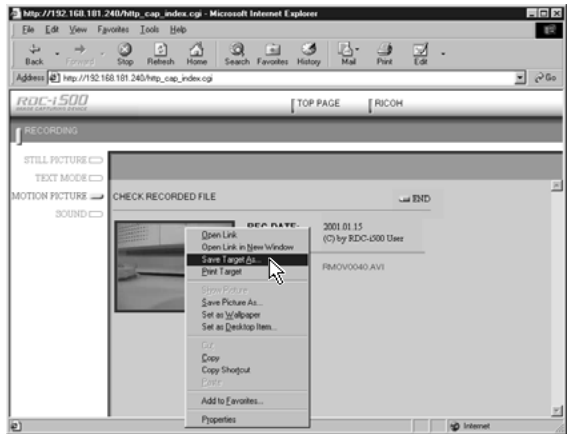 http://192.168.181.240/http_cap_index.cgi - Microsoft Internet Explorer
File Edit View Favorites Tools Help
Back Forward Stop Refresh Home Search Favorites History Mail Print Edit
Address http://192.168.181.240/http_cap_index.cgi Go
RDC-i500
IMAGE CAPTURING DEVICE
TOP PAGE RICOH
RECORDING
STILL PICTURE
TEXT MODE
MOTION PICTURE
SOUND
CHECK RECORDED FILE END
REC DATE: 2001.01.15
(C) by RDC-i500 User
RMOV0040.AVI
Open Link
Open Link in New Window
Save Target As...
Print Target
Show Picture
Save Picture As...
Set as Wallpaper
Set as Desktop Item...
Cut
Copy
Copy Shortcut
Paste
Add to Favorites...
Properties
Internet